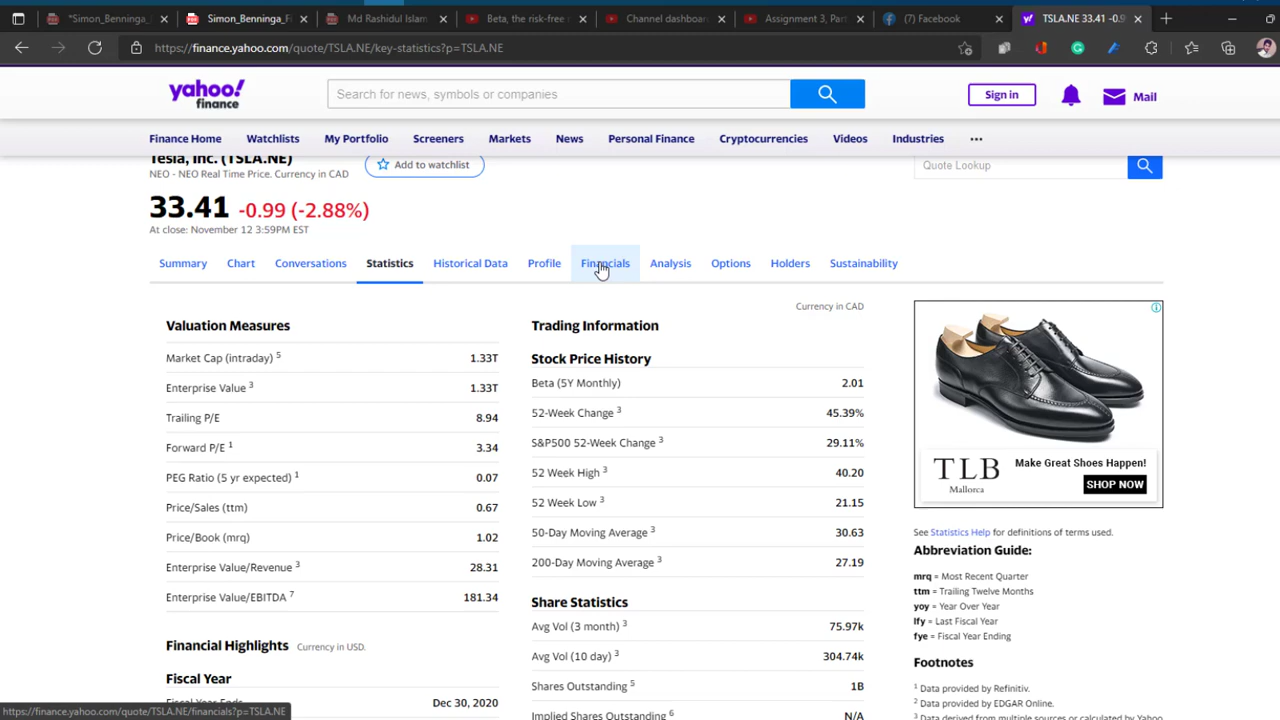 *Simon_Benninga_
Simon_Benninga_Fi
Md Rashidul Islam
Beta, the risk-free
Channel dashboard
Assignment 3, Part
(7) Facebook
TSLA.NE 33.41 -0.9
https://finance.yahoo.com/quote/TSLA.NE/key-statistics?p=TSLA.NE
yahoo!
finance
Search for news, symbols or companies
Sign in
Mail
Finance Home Watchlists My Portfolio Screeners Markets News Personal Finance Cryptocurrencies Videos Industries ...
Tesla, Inc. (TSLA.NE)
Add to watchlist
Quote Lookup
NEO - NEO Real Time Price. Currency in CAD
33.41 -0.99 (-2.88%)
At close: November 12 3:59PM EST
Summary Chart Conversations Statistics Historical Data Profile Financials Analysis Options Holders Sustainability
Currency in CAD
Valuation Measures
Market Cap (intraday) 5 1.33T
Enterprise Value 3 1.33T
Trailing P/E 8.94
Forward P/E 1 3.34
PEG Ratio (5 yr expected) 1 0.07
Price/Sales (ttm) 0.67
Price/Book (mrq) 1.02
Enterprise Value/Revenue 3 28.31
Enterprise Value/EBITDA 7 181.34
Financial Highlights Currency in USD.
Fiscal Year
Fiscal Year Ends Dec 30, 2020
Trading Information
Stock Price History
Beta (5Y Monthly) 2.01
52-Week Change 3 45.39%
S&P500 52-Week Change 3 29.11%
52 Week High 3 40.20
52 Week Low 3 21.15
50-Day Moving Average 3 30.63
200-Day Moving Average 3 27.19
Share Statistics
Avg Vol (3 month) 3 75.97k
Avg Vol (10 day) 3 304.74k
Shares Outstanding 5 1B
Implied Shares Outstanding 6 N/A
TLB
Mallorca
Make Great Shoes Happen!
SHOP NOW
See Statistics Help for definitions of terms used.
Abbreviation Guide:
mrq = Most Recent Quarter
ttm = Trailing Twelve Months
yoy = Year Over Year
lfy = Last Fiscal Year
fye = Fiscal Year Ending
Footnotes
1 Data provided by Refinitiv.
2 Data provided by EDGAR Online.
3 Data derived from multiple sources or calculated by Yahoo
https://finance.yahoo.com/quote/TSLA.NE/financials?p=TSLA.NE